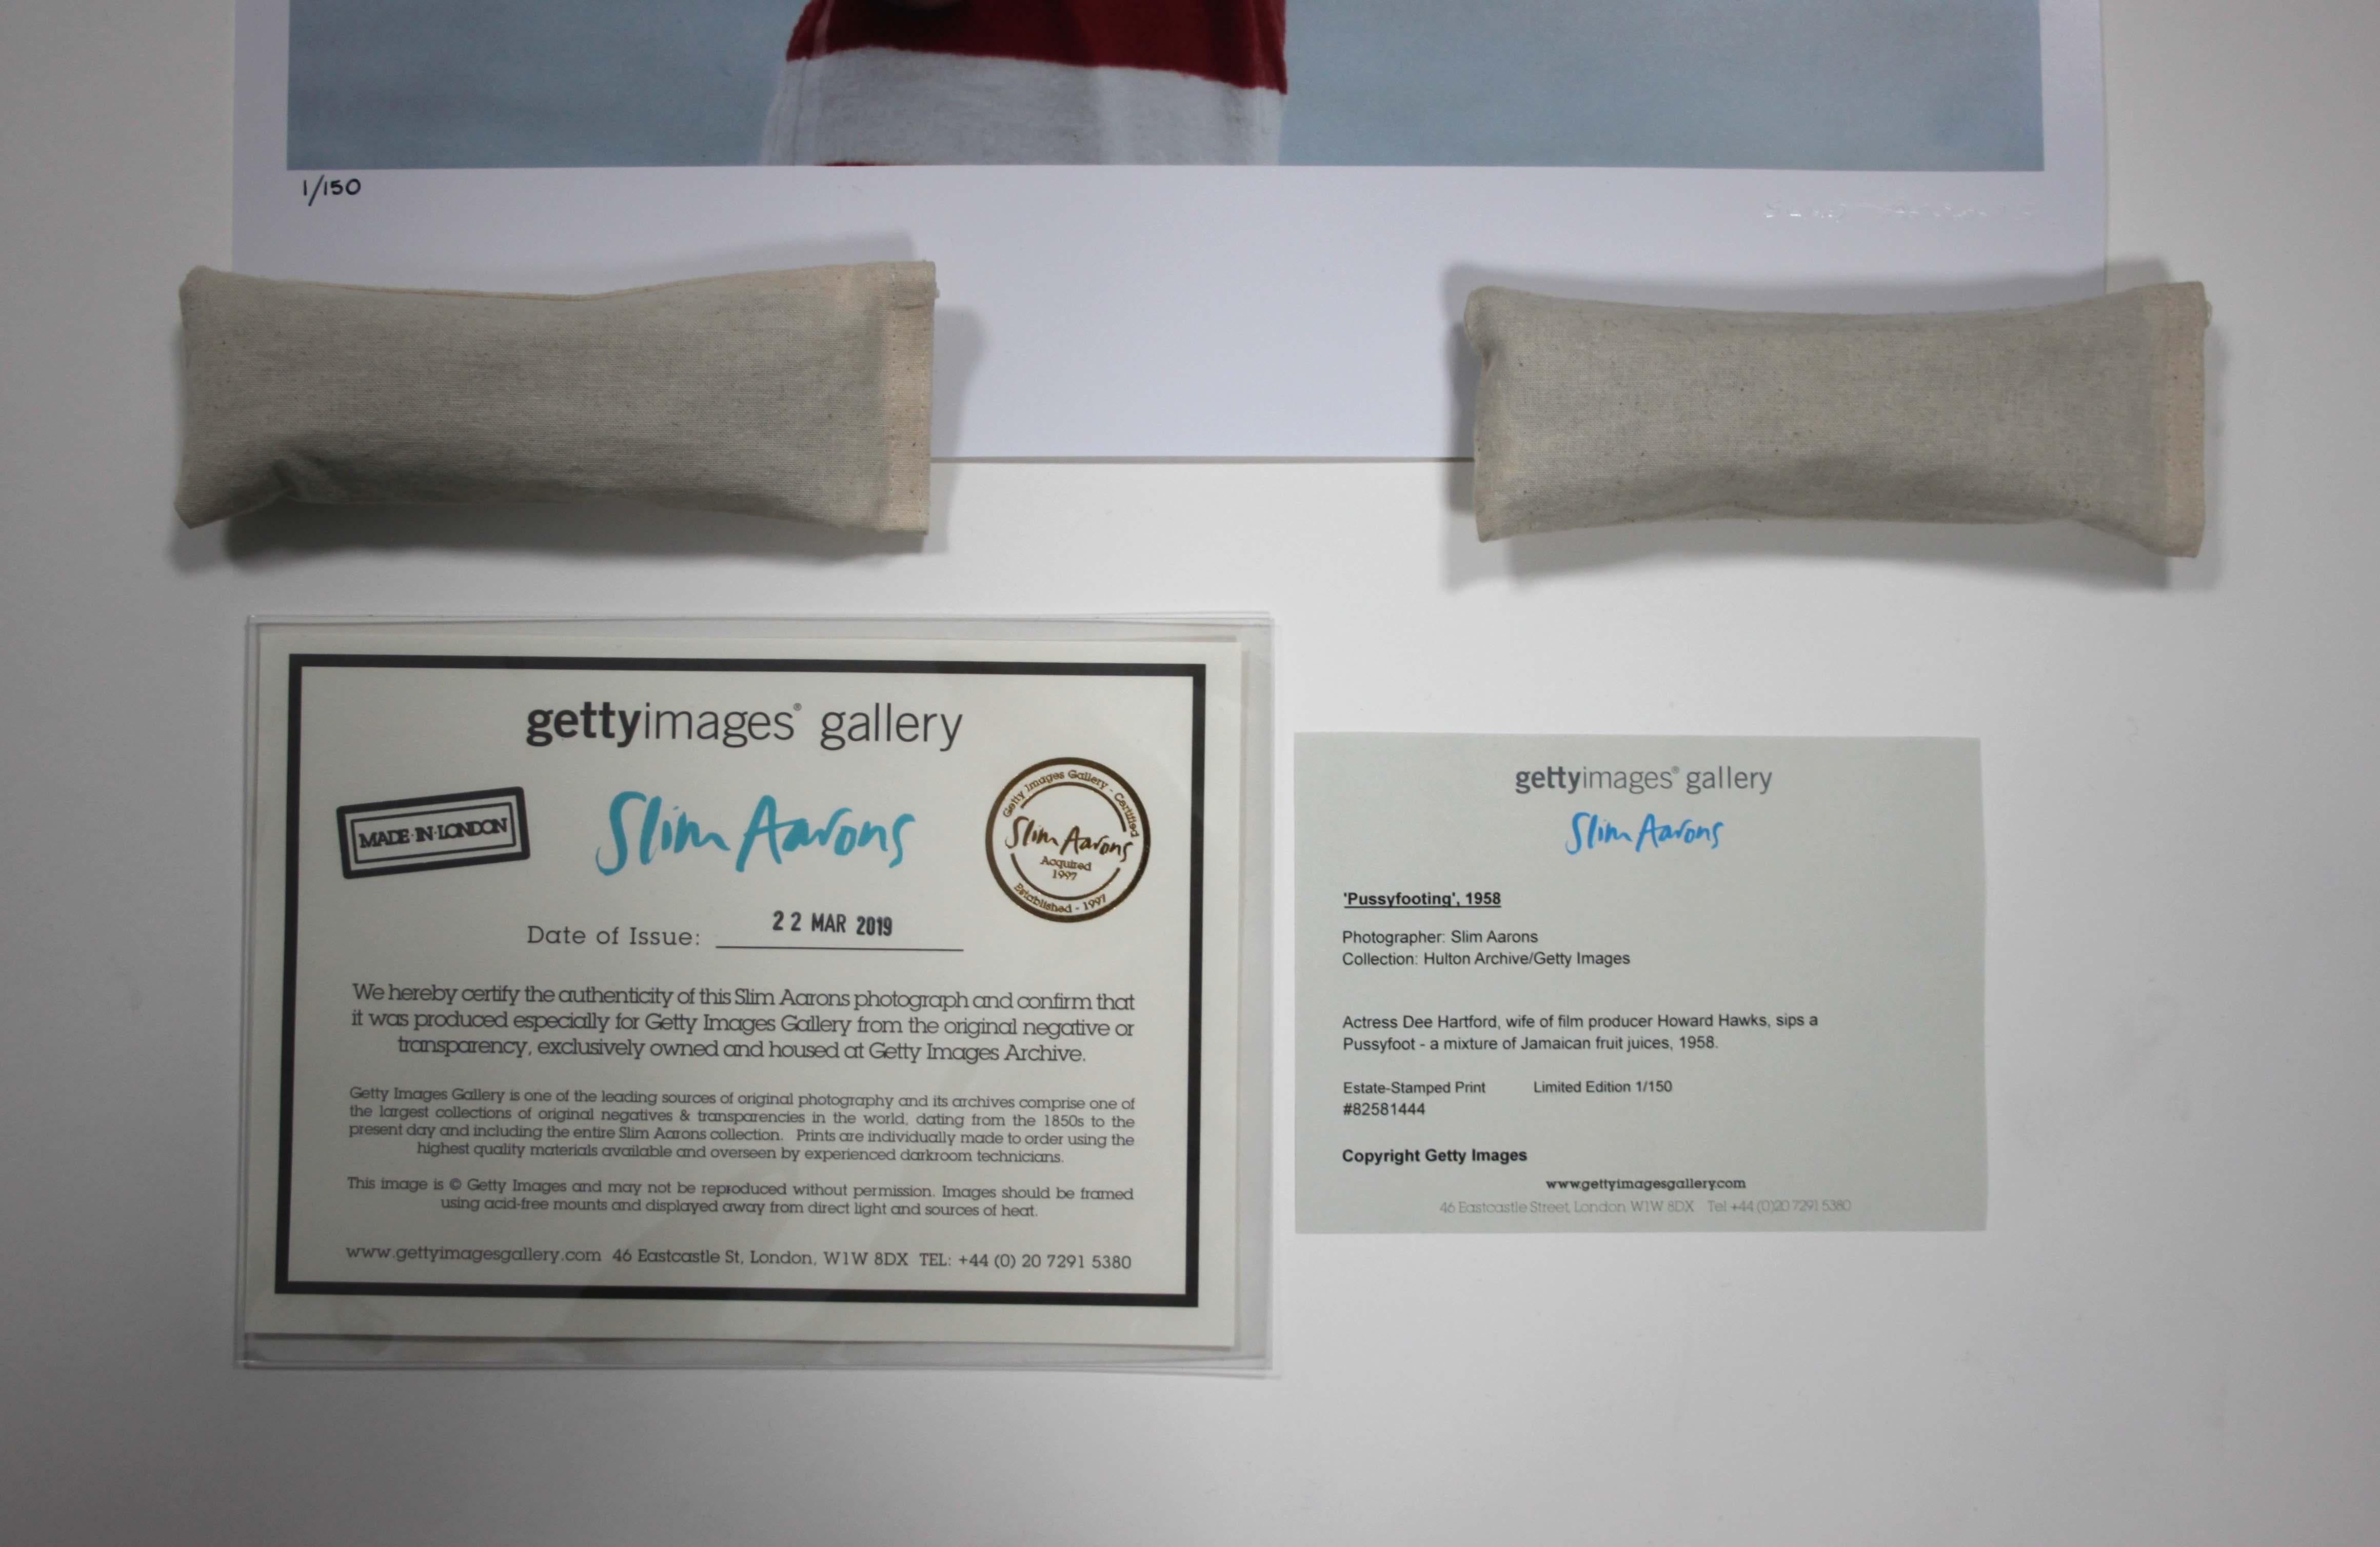 1/150
gettyimages® gallery
MADE·IN·LONDON
Slim Aarons
Getty Images Gallery - Certified
Slim Aarons
Acquired
1997
Established - 1997
Date of Issue: 22 MAR 2019
We hereby certify the authenticity of this Slim Aarons photograph and confirm that
it was produced especially for Getty Images Gallery from the original negative or
transparency, exclusively owned and housed at Getty Images Archive.
Getty Images Gallery is one of the leading sources of original photography and its archives comprise one of
the largest collections of original negatives & transparencies in the world, dating from the 1850s to the
present day and including the entire Slim Aarons collection. Prints are individually made to order using the
highest quality materials available and overseen by experienced darkroom technicians.
This image is © Getty Images and may not be reproduced without permission. Images should be framed
using acid-free mounts and displayed away from direct light and sources of heat.
www.gettyimagesgallery.com 46 Eastcastle St, London, W1W 8DX TEL: +44 (0) 20 7291 5380
gettyimages® gallery
Slim Aarons
'Pussyfooting', 1958
Photographer: Slim Aarons
Collection: Hulton Archive/Getty Images
Actress Dee Hartford, wife of film producer Howard Hawks, sips a
Pussyfoot - a mixture of Jamaican fruit juices, 1958.
Estate-Stamped Print Limited Edition 1/150
#82581444
Copyright Getty Images
www.gettyimagesgallery.com
46 Eastcastle Street, London W1W 8DX Tel +44 (0)20 7291 5380